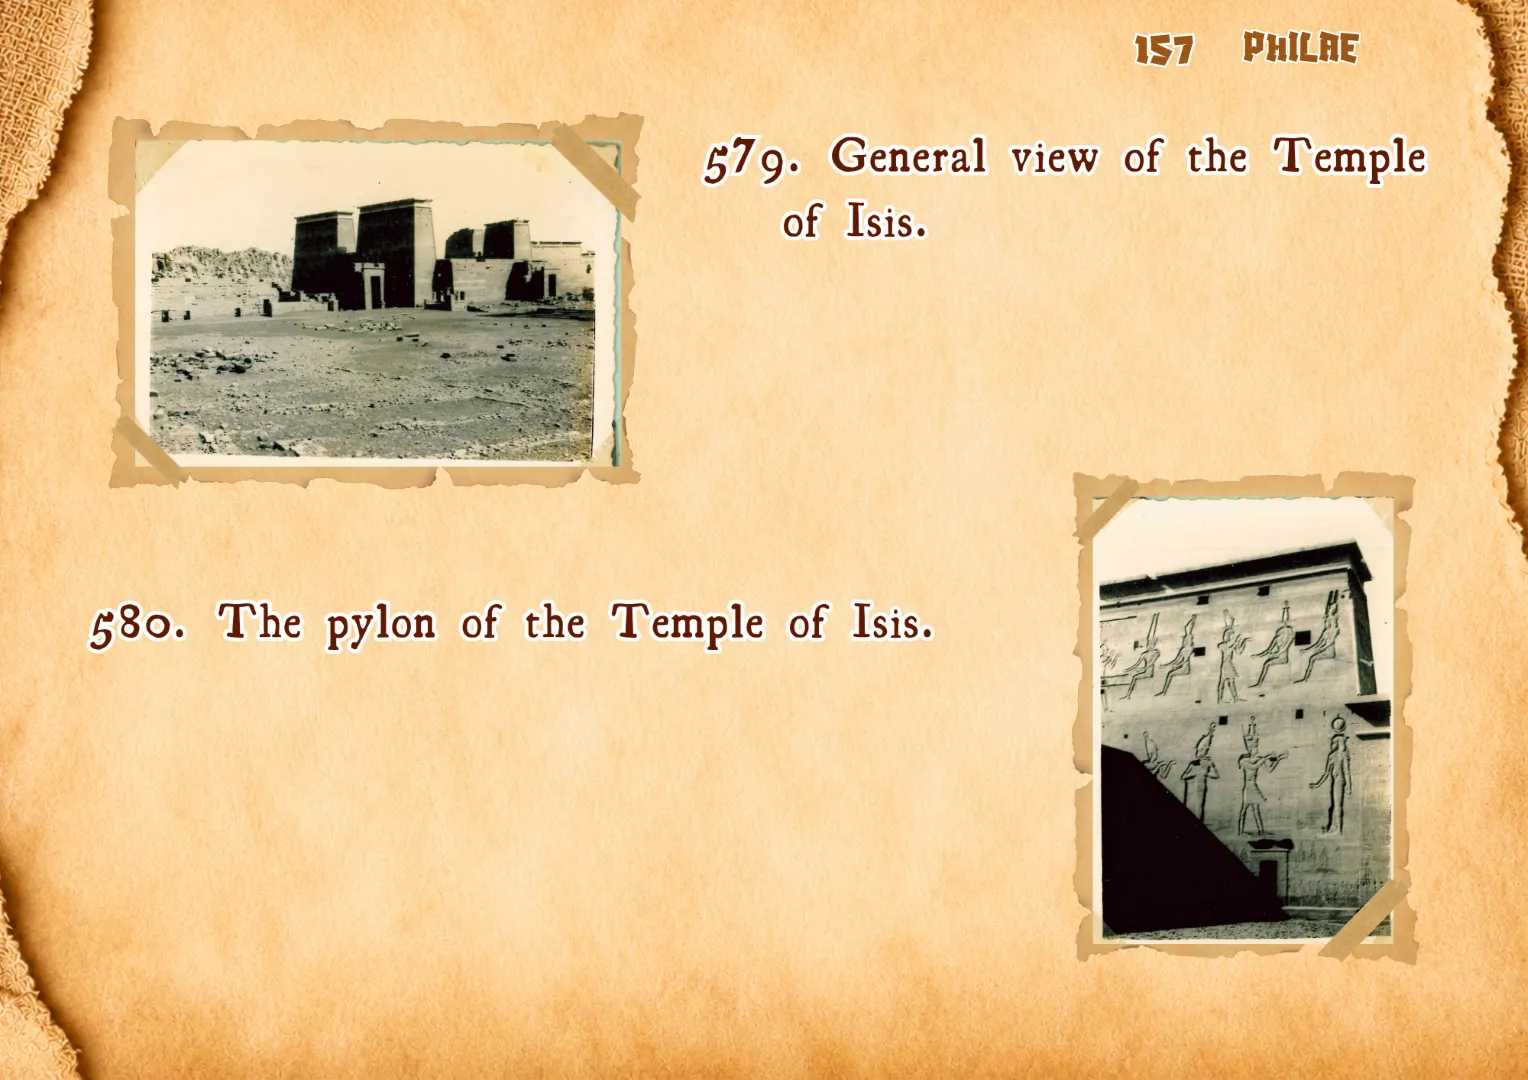 157 PHILAE
579. General view of the Temple
of Isis.
580. The pylon of the Temple of Isis.